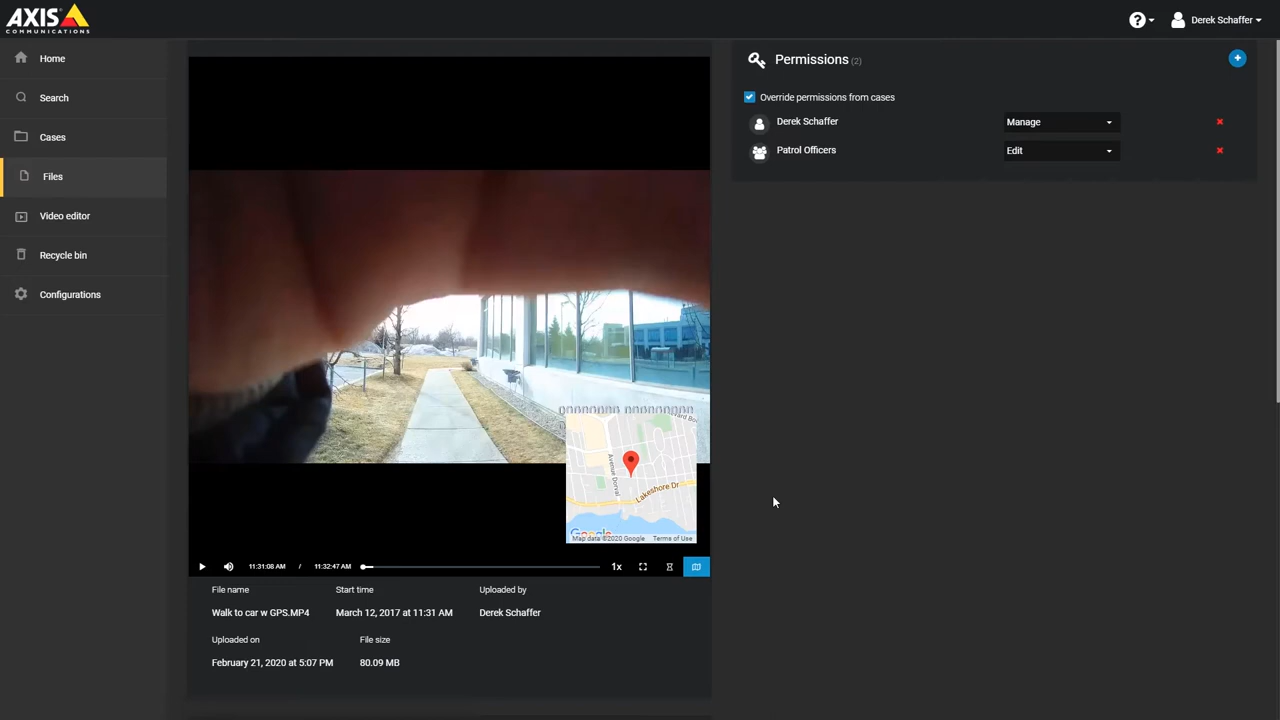 AXIS
COMMUNICATIONS
?
Derek Schaffer
Home
Search
Cases
Files
Video editor
Recycle bin
Configurations
Permissions (2)
Override permissions from cases
Derek Schaffer
Manage
Patrol Officers
Edit
Avenue Dorval
Lakeshore Dr
Google
Map data ©2020 Google
Terms of Use
11:31:08 AM / 11:32:47 AM
1x
File name
Start time
Uploaded by
Walk to car w GPS.MP4
March 12, 2017 at 11:31 AM
Derek Schaffer
Uploaded on
File size
February 21, 2020 at 5:07 PM
80.09 MB